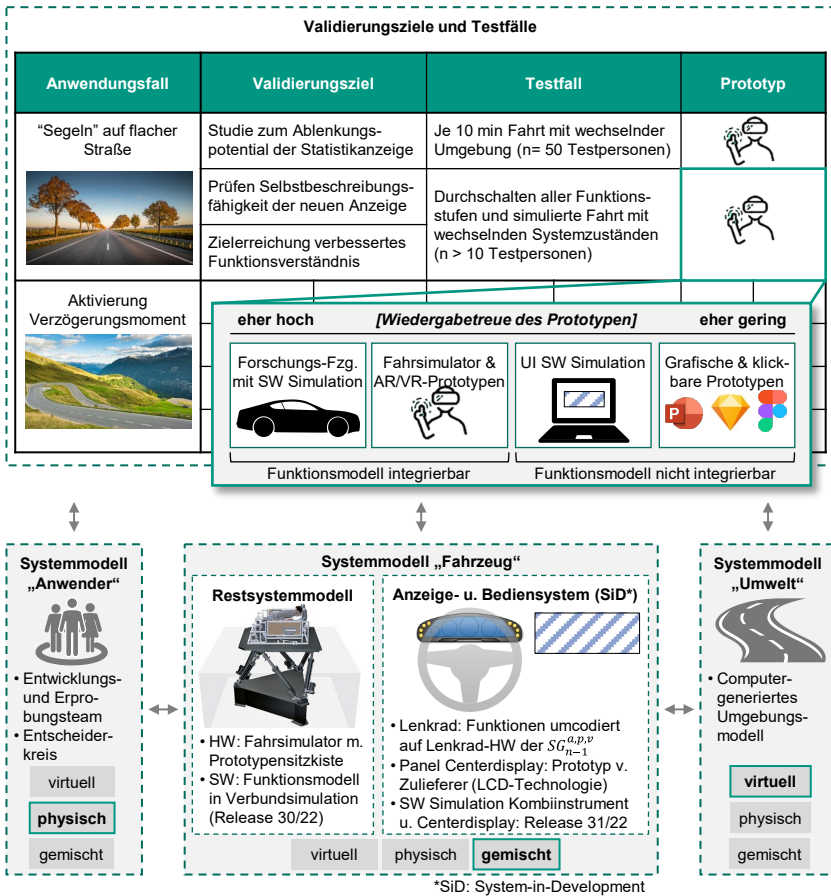 Validierungsziele und Testfälle
Anwendungsfall
Validierungsziel
Testfall
Prototyp
“Segeln” auf flacher
Straße
Studie zum Ablenkungs-
potential der Statistikanzeige
Je 10 min Fahrt mit wechselnder
Umgebung (n= 50 Testpersonen)
Prüfen Selbstbeschreibungs-
fähigkeit der neuen Anzeige
Zielerreichung verbessertes
Funktionsverständnis
Durchschalten aller Funktions-
stufen und simulierte Fahrt mit
wechselnden Systemzuständen
(n > 10 Testpersonen)
Aktivierung
Verzögerungsmoment
eher hoch
[Wiedergabetreue des Prototypen]
eher gering
Forschungs-Fzg.
mit SW Simulation
Fahrsimulator &
AR/VR-Prototypen
UI SW Simulation
Grafische & klick-
bare Prototypen
P
Funktionsmodell integrierbar
Funktionsmodell nicht integrierbar
Systemmodell
„Anwender“
• Entwicklungs-
und Erpro-
bungsteam
• Entscheider-
kreis
virtuell
physisch
gemischt
Systemmodell „Fahrzeug“
Restsystemmodell
• HW: Fahrsimulator m.
Prototypensitzkiste
• SW: Funktionsmodell
in Verbundsimulation
(Release 30/22)
Anzeige- u. Bediensystem (SiD*)
• Lenkrad: Funktionen umcodiert
auf Lenkrad-HW der $SG_{n-1}^{a,p,v}$
• Panel Centerdisplay: Prototyp v.
Zulieferer (LCD-Technologie)
• SW Simulation Kombiinstrument
u. Centerdisplay: Release 31/22
virtuell
physisch
gemischt
Systemmodell
„Umwelt“
• Computer-
generiertes
Umgebungs-
modell
virtuell
physisch
gemischt
*SiD: System-in-Development